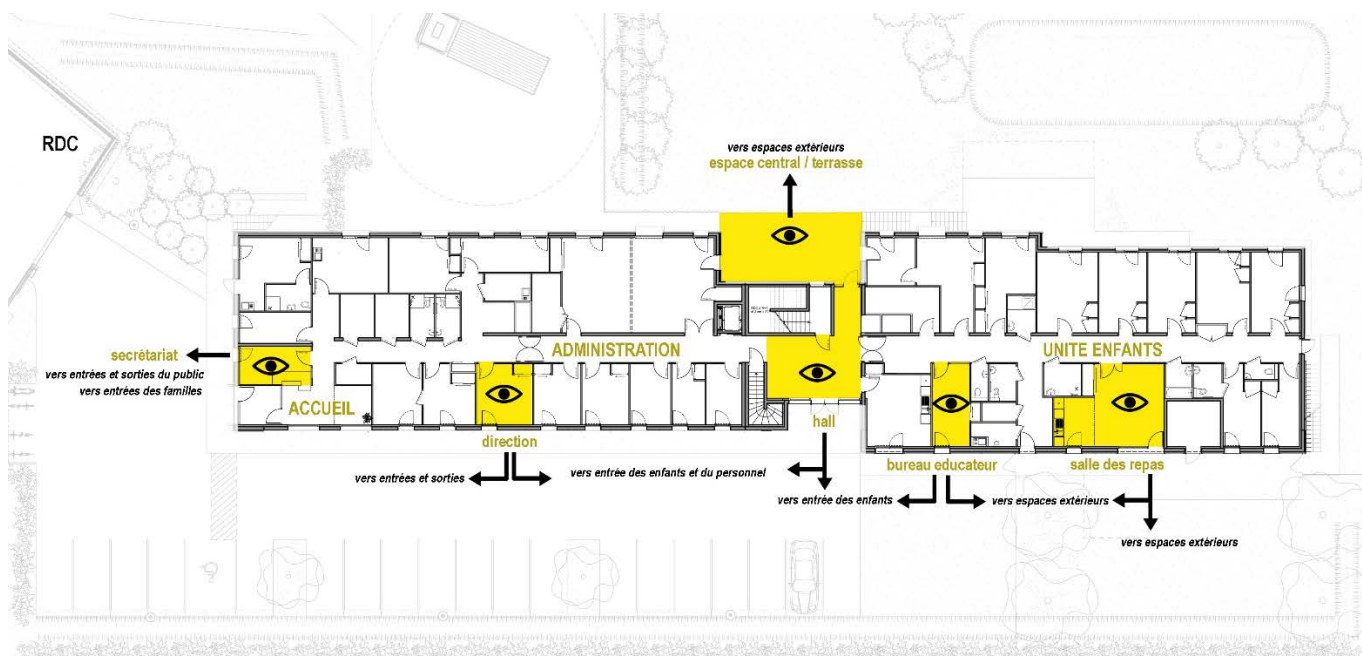 RDC
vers espaces extérieurs
espace central / terrasse
secrétariat
vers entrées et sorties du public
vers entrées des familles
ADMINISTRATION
UNITE ENFANTS
ACCUEIL
direction
hall
bureau educateur
salle des repas
vers entrées et sorties
vers entrée des enfants et du personnel
vers entrée des enfants
vers espaces extérieurs
vers espaces extérieurs